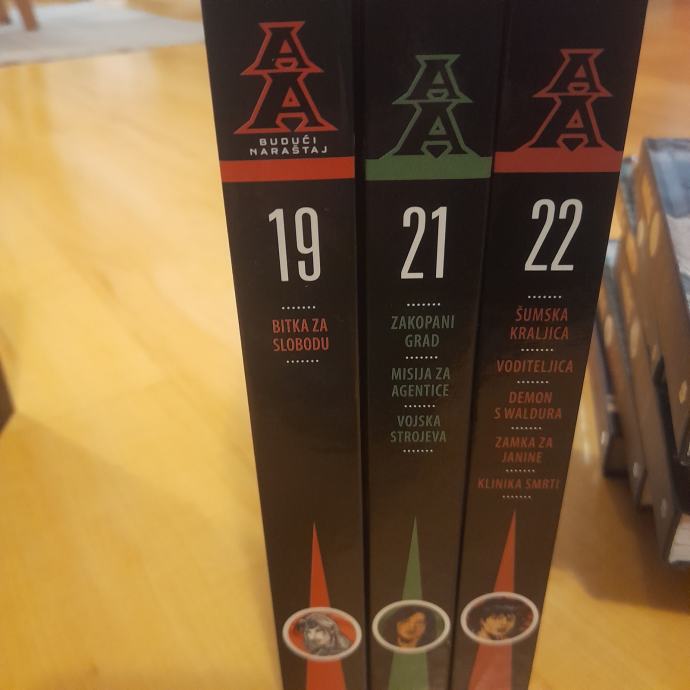 A
A
BUDUĆI
NARAŠTAJ
19
BITKA ZA
SLOBODU
A
A
21
ZAKOPANI
GRAD
MISIJA ZA
AGENTICE
VOJSKA
STROJEVA
A
A
22
ŠUMSKA
KRALJICA
VODITELJICA
DEMON
S WALDURA
ZAMKA ZA
JANINE
KLINIKA SMRTI